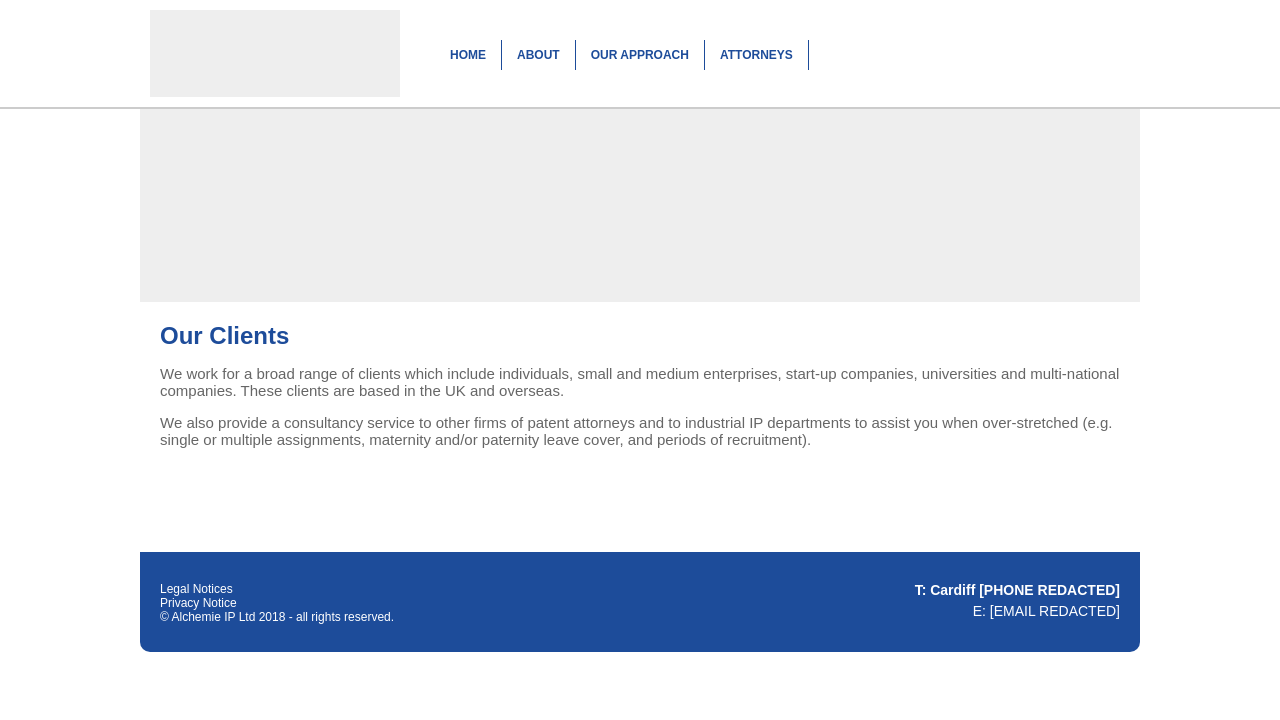 HOME
ABOUT
OUR APPROACH
ATTORNEYS
Our Clients
We work for a broad range of clients which include individuals, small and medium enterprises, start-up companies, universities and multi-national
companies. These clients are based in the UK and overseas.
We also provide a consultancy service to other firms of patent attorneys and to industrial IP departments to assist you when over-stretched (e.g.
single or multiple assignments, maternity and/or paternity leave cover, and periods of recruitment).
Legal Notices
Privacy Notice
© Alchemie IP Ltd 2018 - all rights reserved.
T: Cardiff [PHONE REDACTED]
E: [EMAIL REDACTED]